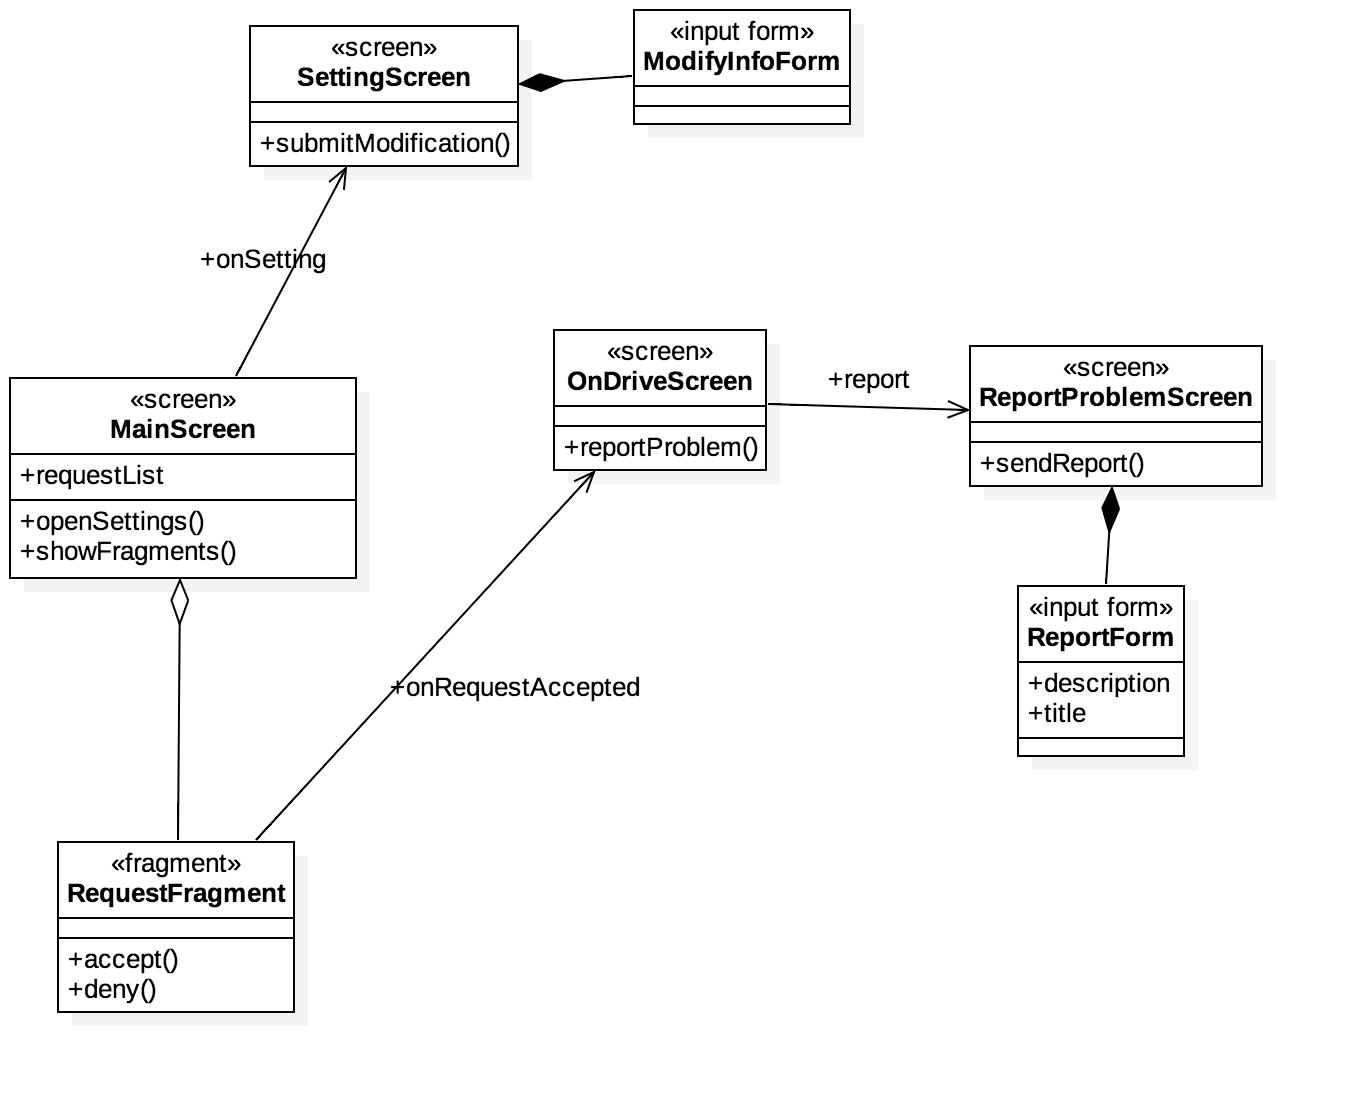 «screen»
SettingScreen
+submitModification()
«input form»
ModifyInfoForm
+onSetting
«screen»
MainScreen
+requestList
+openSettings()
+showFragments()
«screen»
OnDriveScreen
+reportProblem()
+report
«screen»
ReportProblemScreen
+sendReport()
«input form»
ReportForm
+description
+title
+onRequestAccepted
«fragment»
RequestFragment
+accept()
+deny()